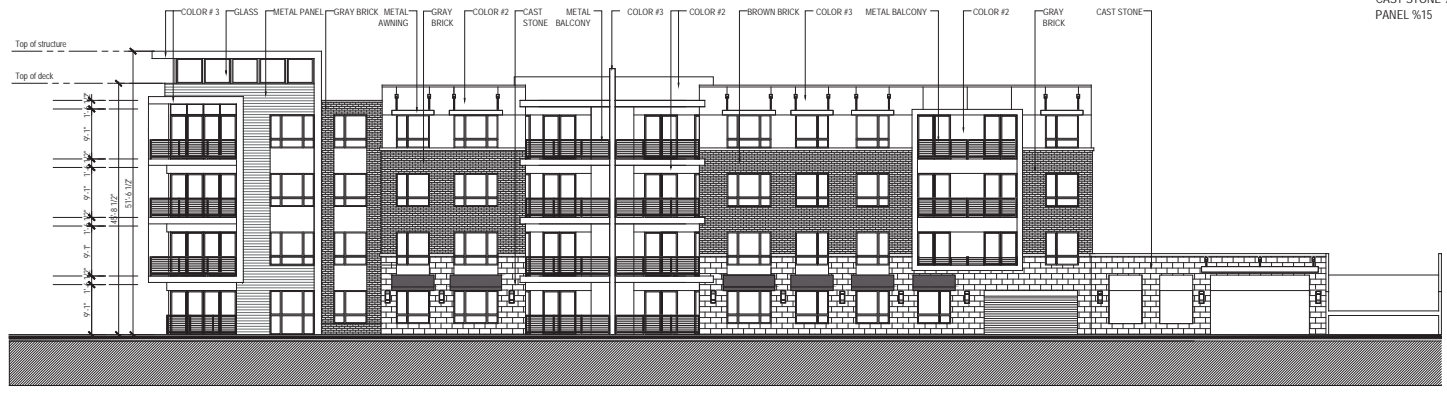 COLOR # 3
GLASS
METAL PANEL
GRAY BRICK
METAL
AWNING
GRAY
BRICK
COLOR #2
CAST
STONE
METAL
BALCONY
COLOR #3
COLOR #2
BROWN BRICK
COLOR #3
METAL BALCONY
COLOR #2
GRAY
BRICK
CAST STONE
PANEL %15
Top of structure
Top of deck
51'-6 1/2"
9'-1"
9'-1"
9'-1"
9'-1"